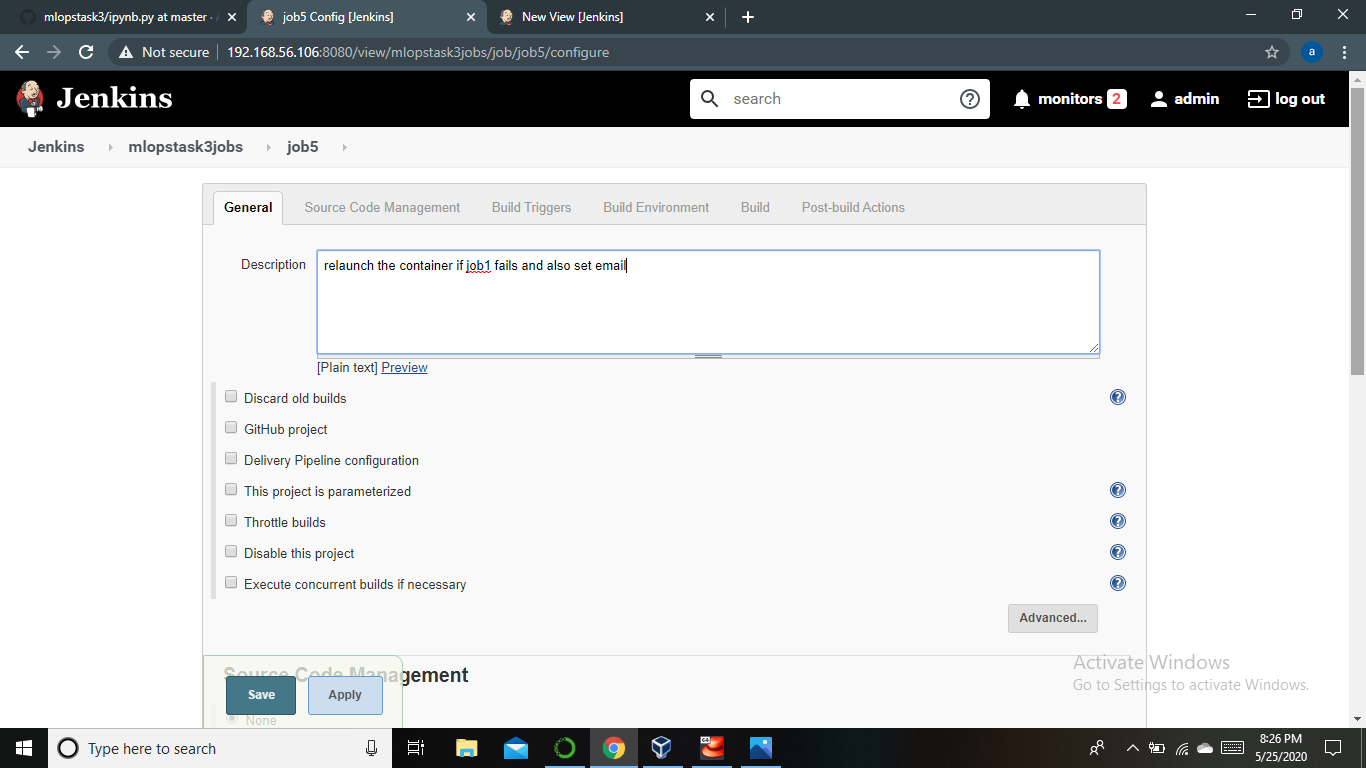 mlopstask3/ipynb.py at master ·
job5 Config [Jenkins]
New View [Jenkins]
Not secure
192.168.56.106:8080/view/mlopstask3jobs/job/job5/configure
a
Jenkins
search
monitors 2
admin
log out
Jenkins
mlopstask3jobs
job5
General
Source Code Management
Build Triggers
Build Environment
Build
Post-build Actions
Description
relaunch the container if job1 fails and also set email
[Plain text] Preview
Discard old builds
GitHub project
Delivery Pipeline configuration
This project is parameterized
Throttle builds
Disable this project
Execute concurrent builds if necessary
Advanced...
Source Code Management
Save
Apply
None
Activate Windows
Go to Settings to activate Windows.
Type here to search
8:26 PM
5/25/2020